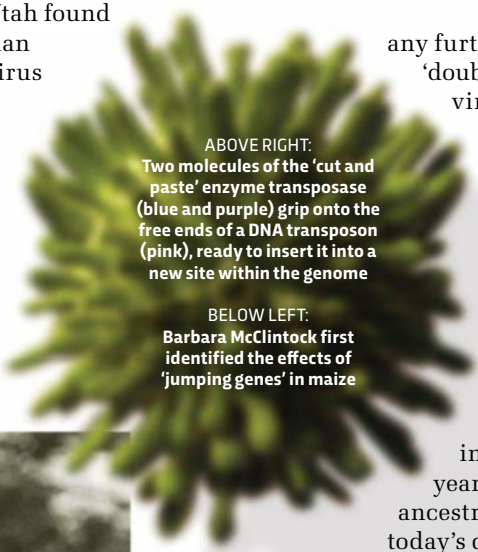 tah found
an
irus
any furt
‘doub
vir
ABOVE RIGHT:
Two molecules of the ‘cut and
paste’ enzyme transposase
(blue and purple) grip onto the
free ends of a DNA transposon
(pink), ready to insert it into a
new site within the genome
BELOW LEFT:
Barbara McClintock first
identified the effects of
‘jumping genes’ in maize
in
year
ancestr
today’s